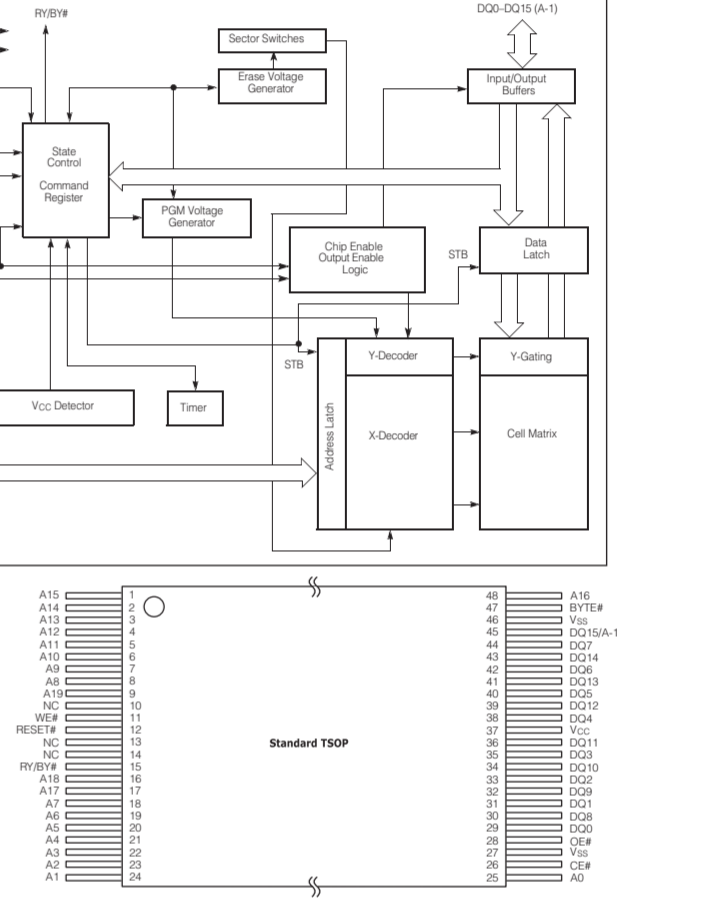 RY/BY#
DQ0–DQ15 (A-1)
Sector Switches
Erase Voltage
Generator
Input/Output
Buffers
State
Control
Command
Register
PGM Voltage
Generator
Chip Enable
Output Enable
Logic
STB
Data
Latch
STB
Y-Decoder
Y-Gating
VCC Detector
Timer
Address Latch
X-Decoder
Cell Matrix
A15 1
A14 2
A13 3
A12 4
A11 5
A10 6
A9 7
A8 8
A19 9
NC 10
WE# 11
RESET# 12
NC 13
NC 14
RY/BY# 15
A18 16
A17 17
A7 18
A6 19
A5 20
A4 21
A3 22
A2 23
A1 24
Standard TSOP
48 A16
47 BYTE#
46 VSS
45 DQ15/A-1
44 DQ7
43 DQ14
42 DQ6
41 DQ13
40 DQ5
39 DQ12
38 DQ4
37 VCC
36 DQ11
35 DQ3
34 DQ10
33 DQ2
32 DQ9
31 DQ1
30 DQ8
29 DQ0
28 OE#
27 VSS
26 CE#
25 A0